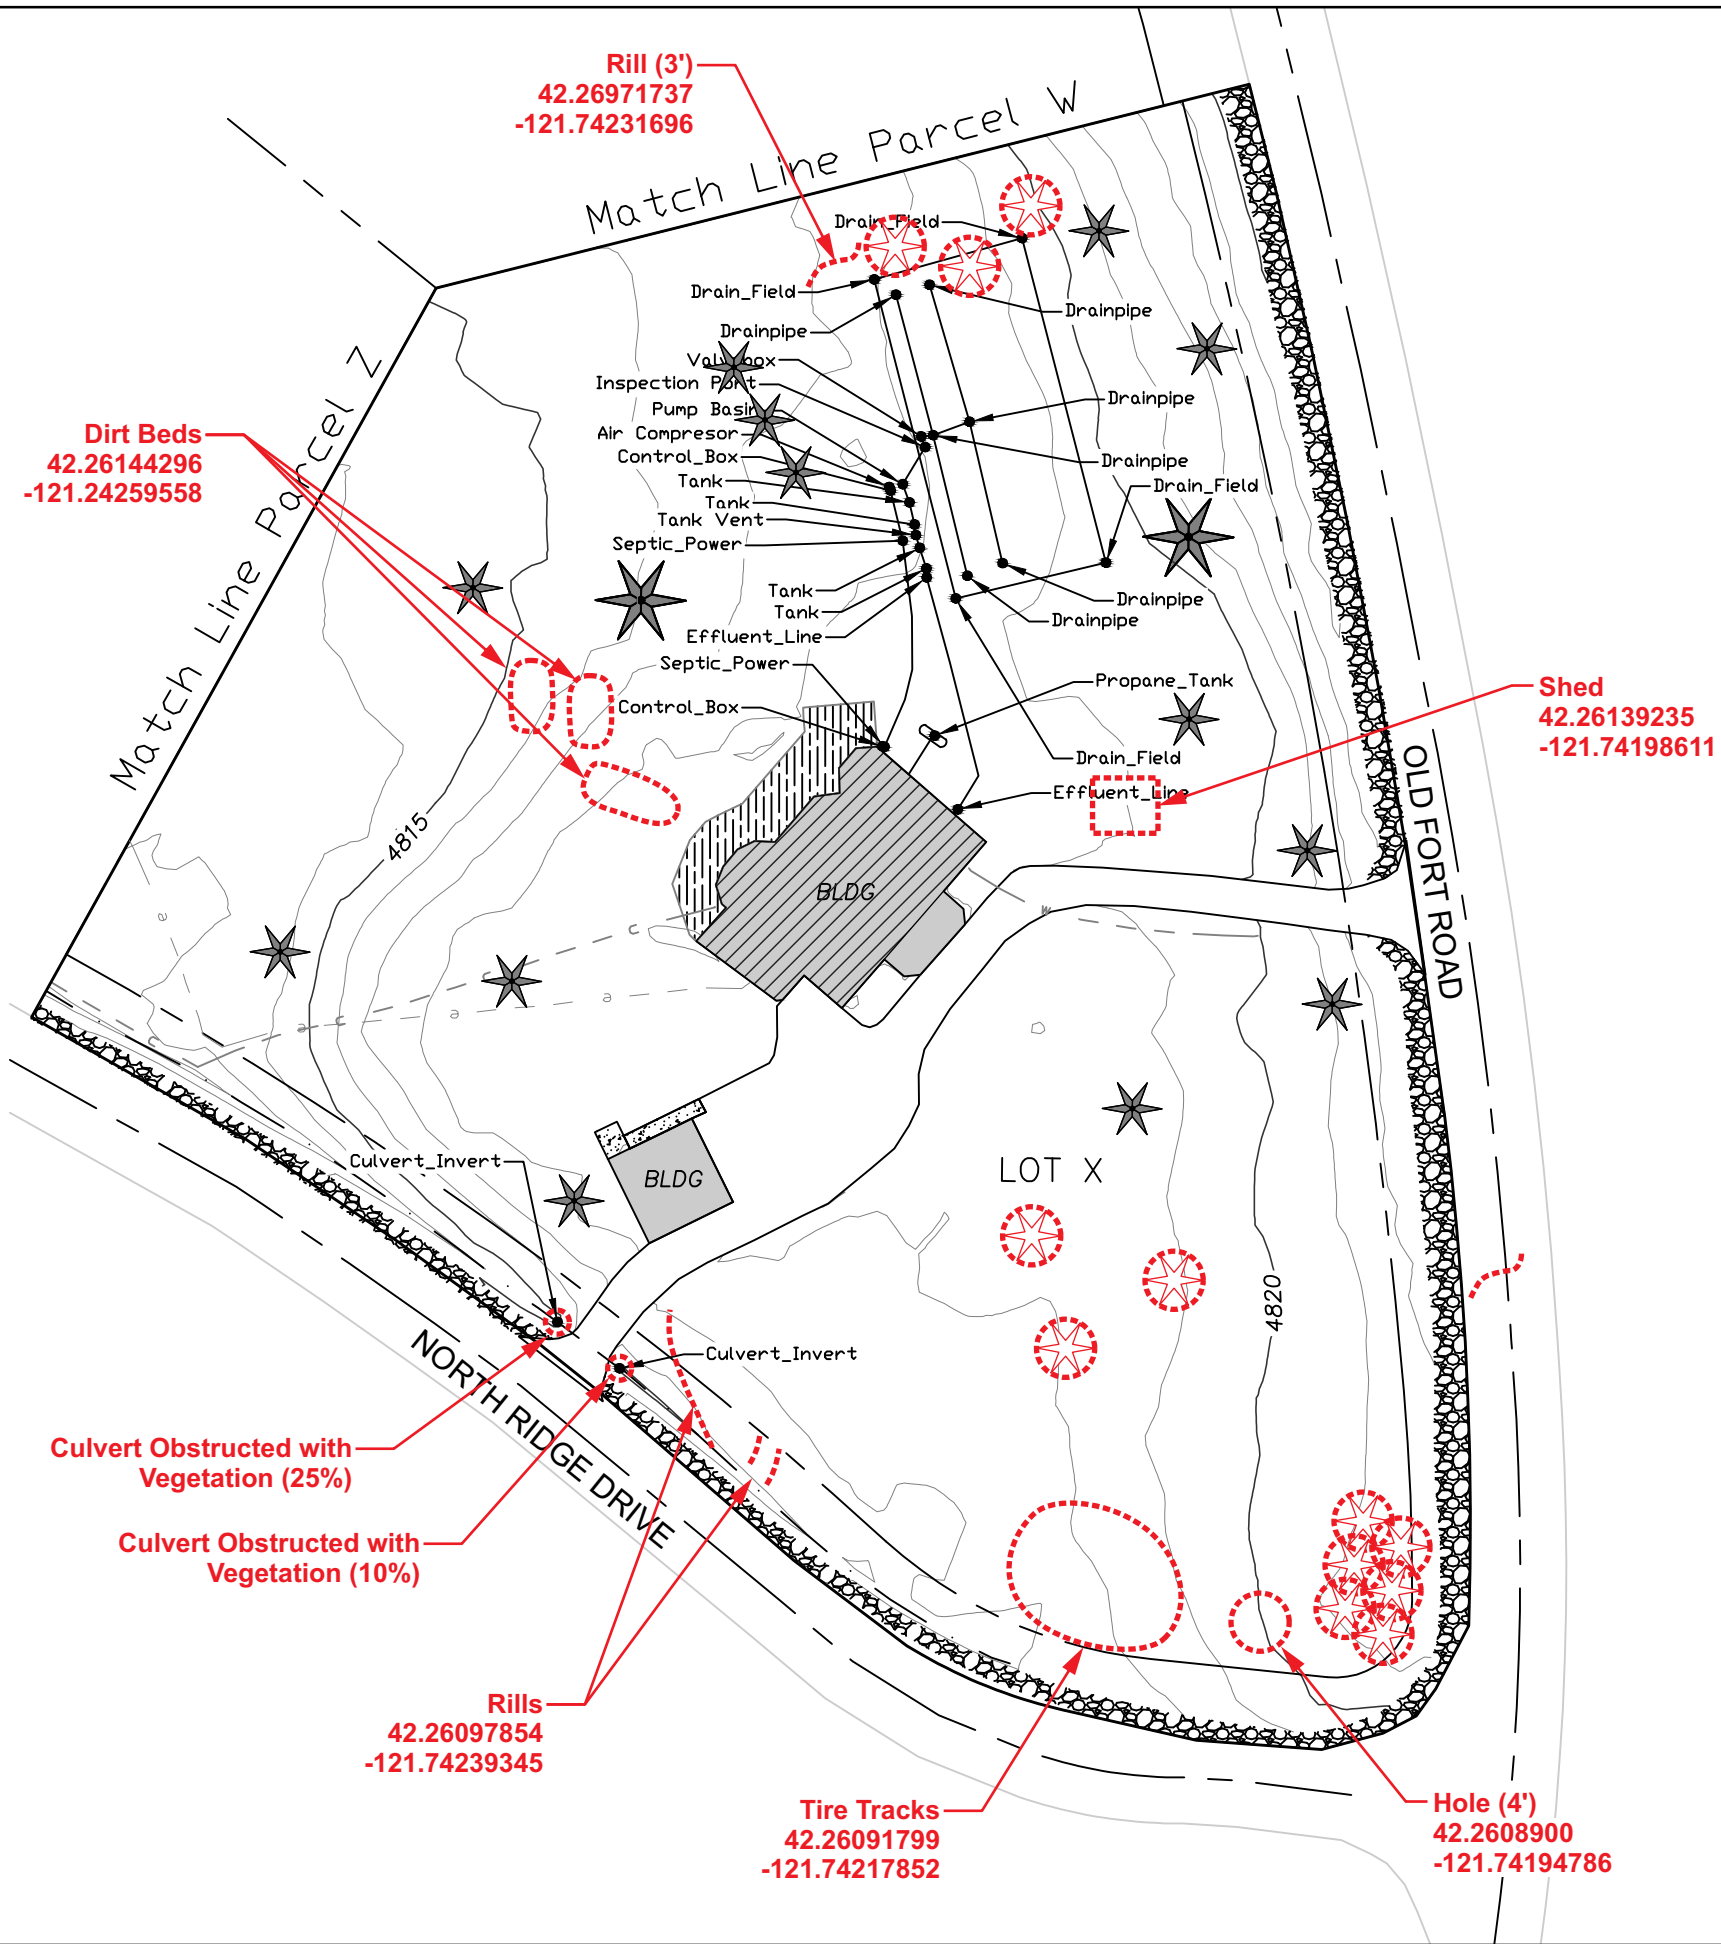 Rill (3')
42.26971737
-121.74231696
Match Line Parcel W
Drain_Field
Drain_Field
Drainpipe
Drainpipe
Valvebox
Inspection Port
Pump Basin
Air Compresor
Control_Box
Tank
Tank
Tank Vent
Septic_Power
Drainpipe
Drainpipe
Drain_Field
Dirt Beds
42.26144296
-121.24259558
Match Line Parcel Z
Tank
Tank
Effluent_Line
Septic_Power
Control_Box
Drainpipe
Drainpipe
Propane_Tank
Drain_Field
Effluent_Line
Shed
42.26139235
-121.74198611
OLD FORT ROAD
4815
BLDG
w
c
c
c
c
e
e
e
e
BLDG
Culvert_Invert
LOT X
4820
Culvert_Invert
NORTH RIDGE DRIVE
Culvert Obstructed with
Vegetation (25%)
Culvert Obstructed with
Vegetation (10%)
Rills
42.26097854
-121.74239345
Tire Tracks
42.26091799
-121.74217852
Hole (4')
42.2608900
-121.74194786